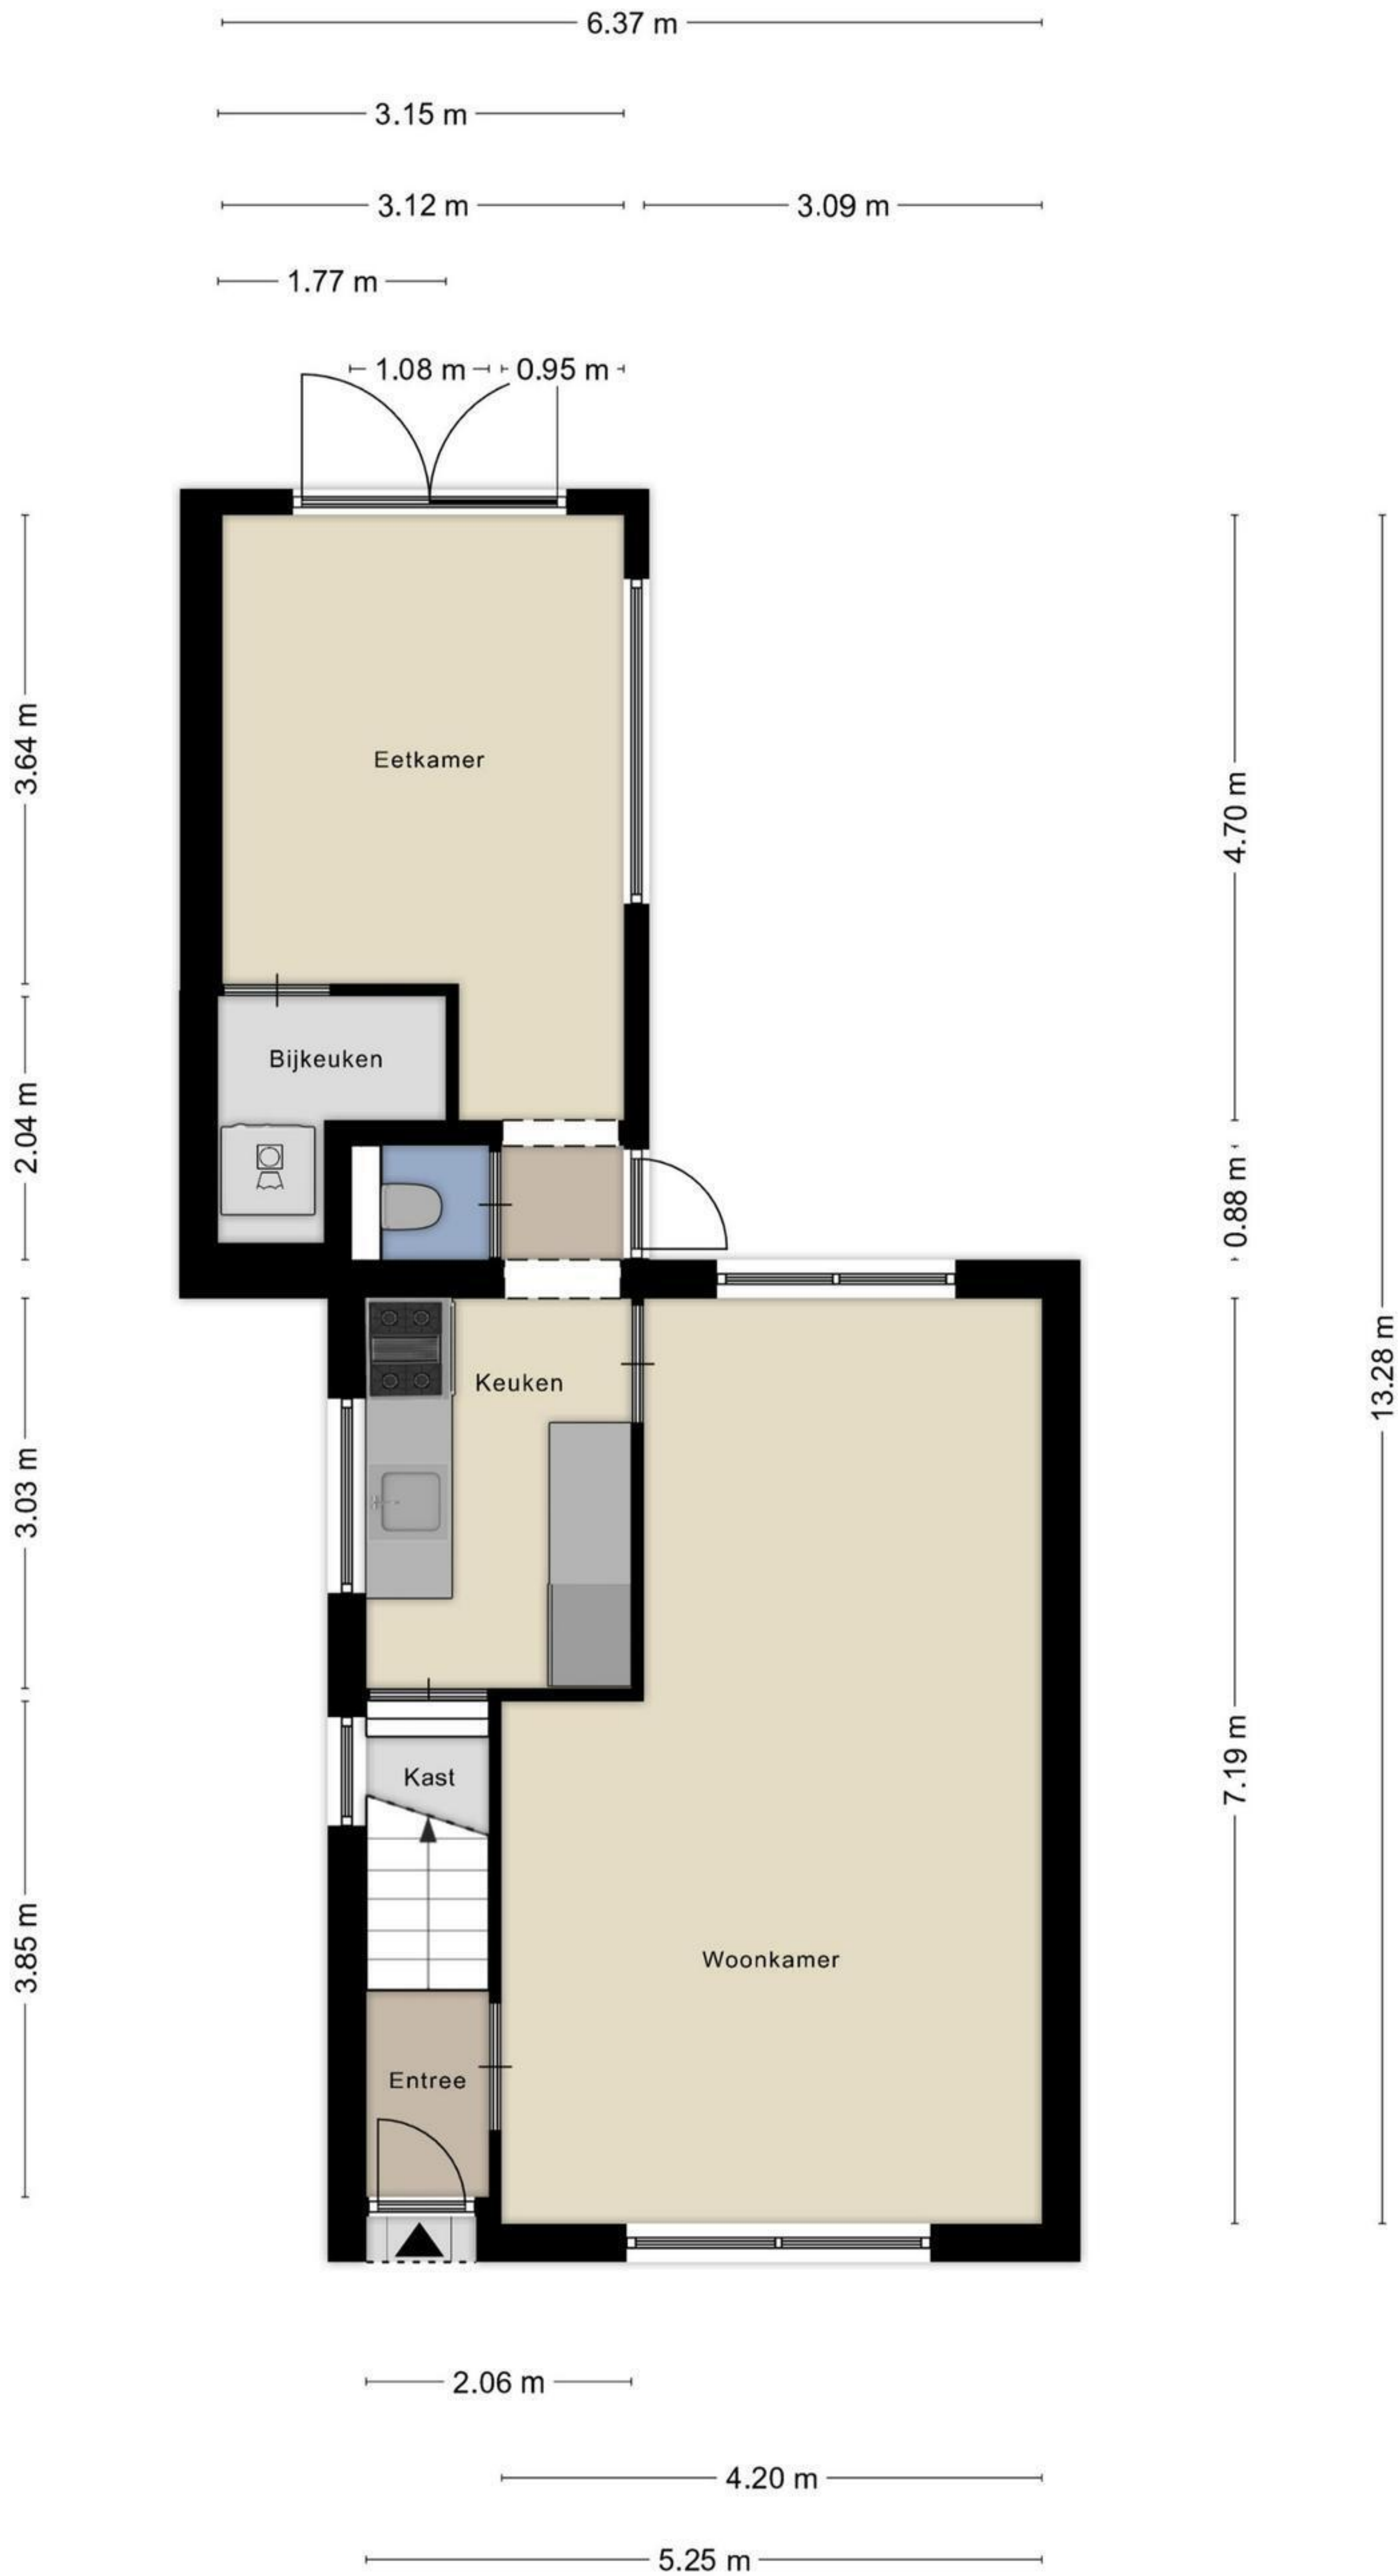 6.37 m
3.15 m
3.12 m 3.09 m
1.77 m
1.08 m 0.95 m
3.64 m
Eetkamer
4.70 m
Bijkeuken
2.04 m
0.88 m
13.28 m
Keuken
3.03 m
7.19 m
Kast
3.85 m
Woonkamer
Entree
2.06 m
4.20 m
5.25 m